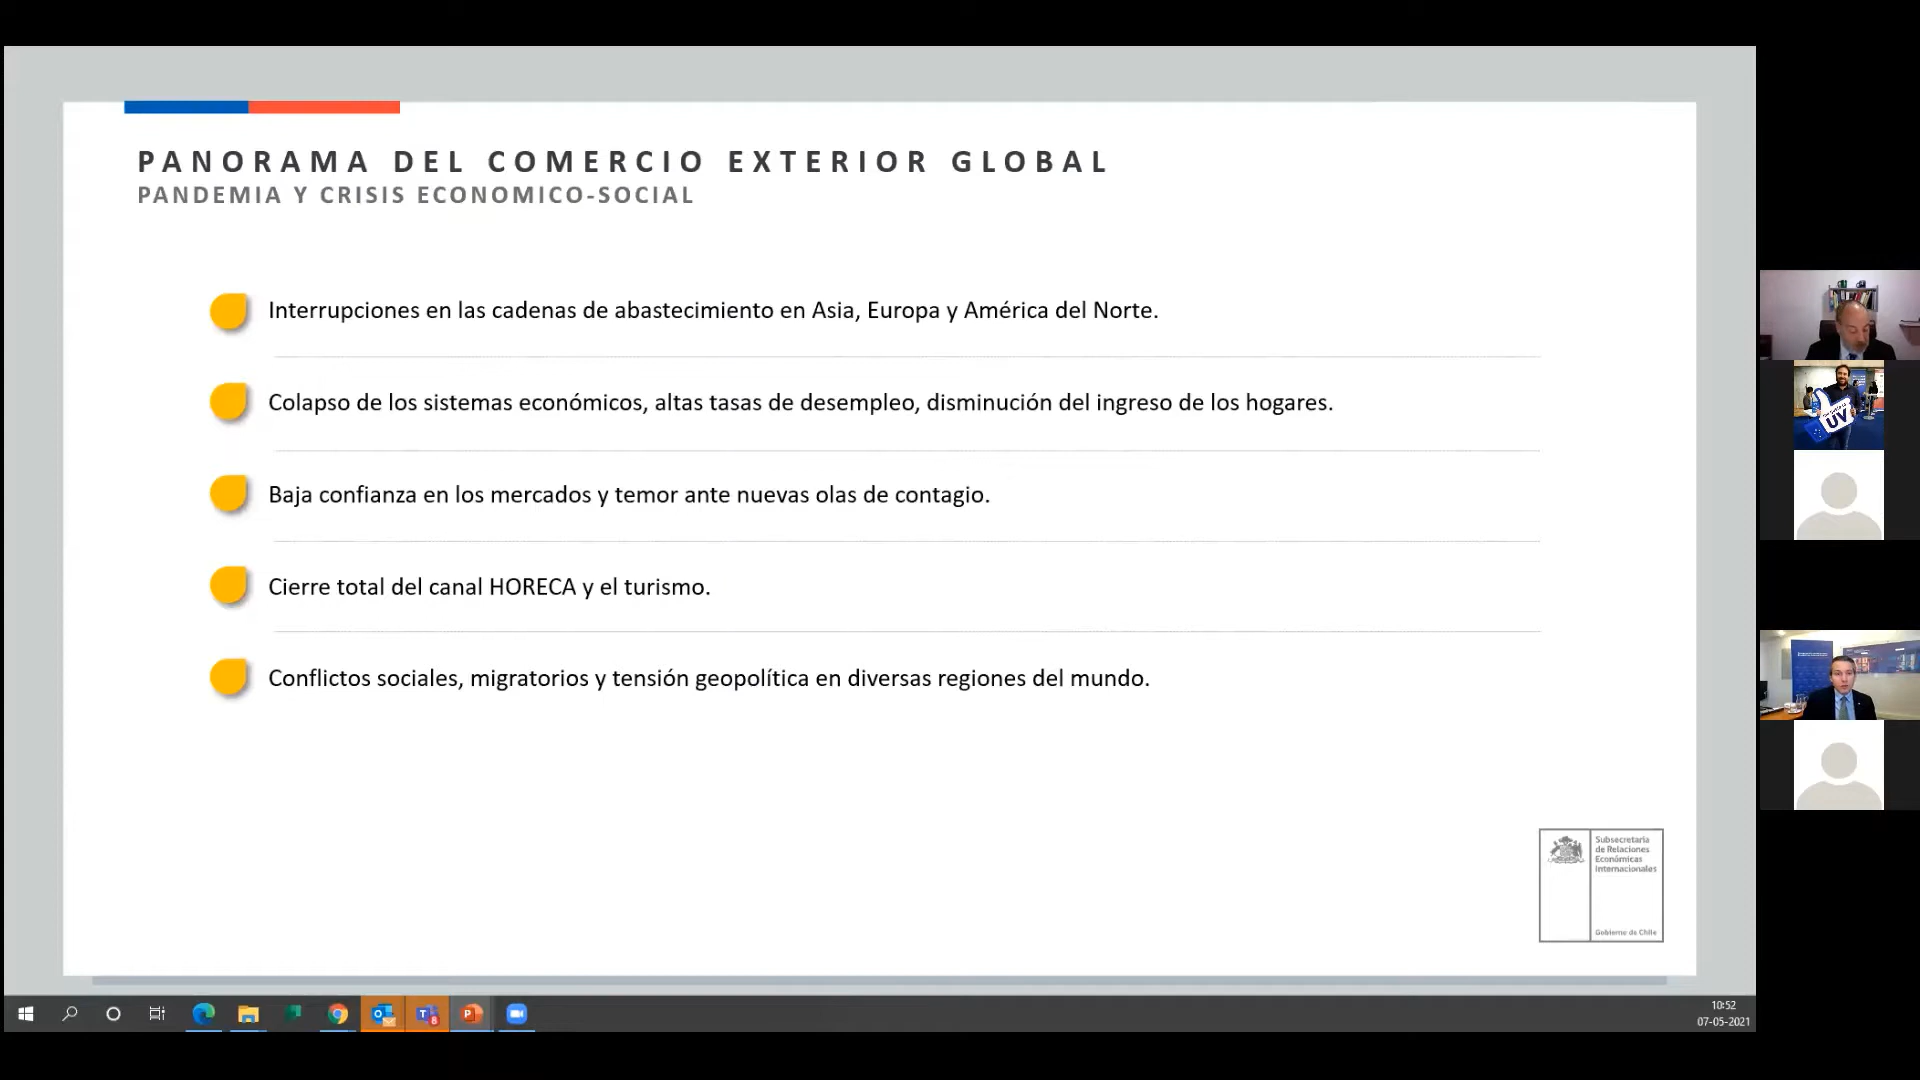 PANORAMA DEL COMERCIO EXTERIOR GLOBAL
PANDEMIA Y CRISIS ECONOMICO-SOCIAL
Interrupciones en las cadenas de abastecimiento en Asia, Europa y América del Norte.
Colapso de los sistemas económicos, altas tasas de desempleo, disminución del ingreso de los hogares.
Baja confianza en los mercados y temor ante nuevas olas de contagio.
Cierre total del canal HORECA y el turismo.
Conflictos sociales, migratorios y tensión geopolítica en diversas regiones del mundo.
Subsecretaría
de Relaciones
Económicas
Internacionales
Gobierno de Chile
UV
10:52
07-05-2021